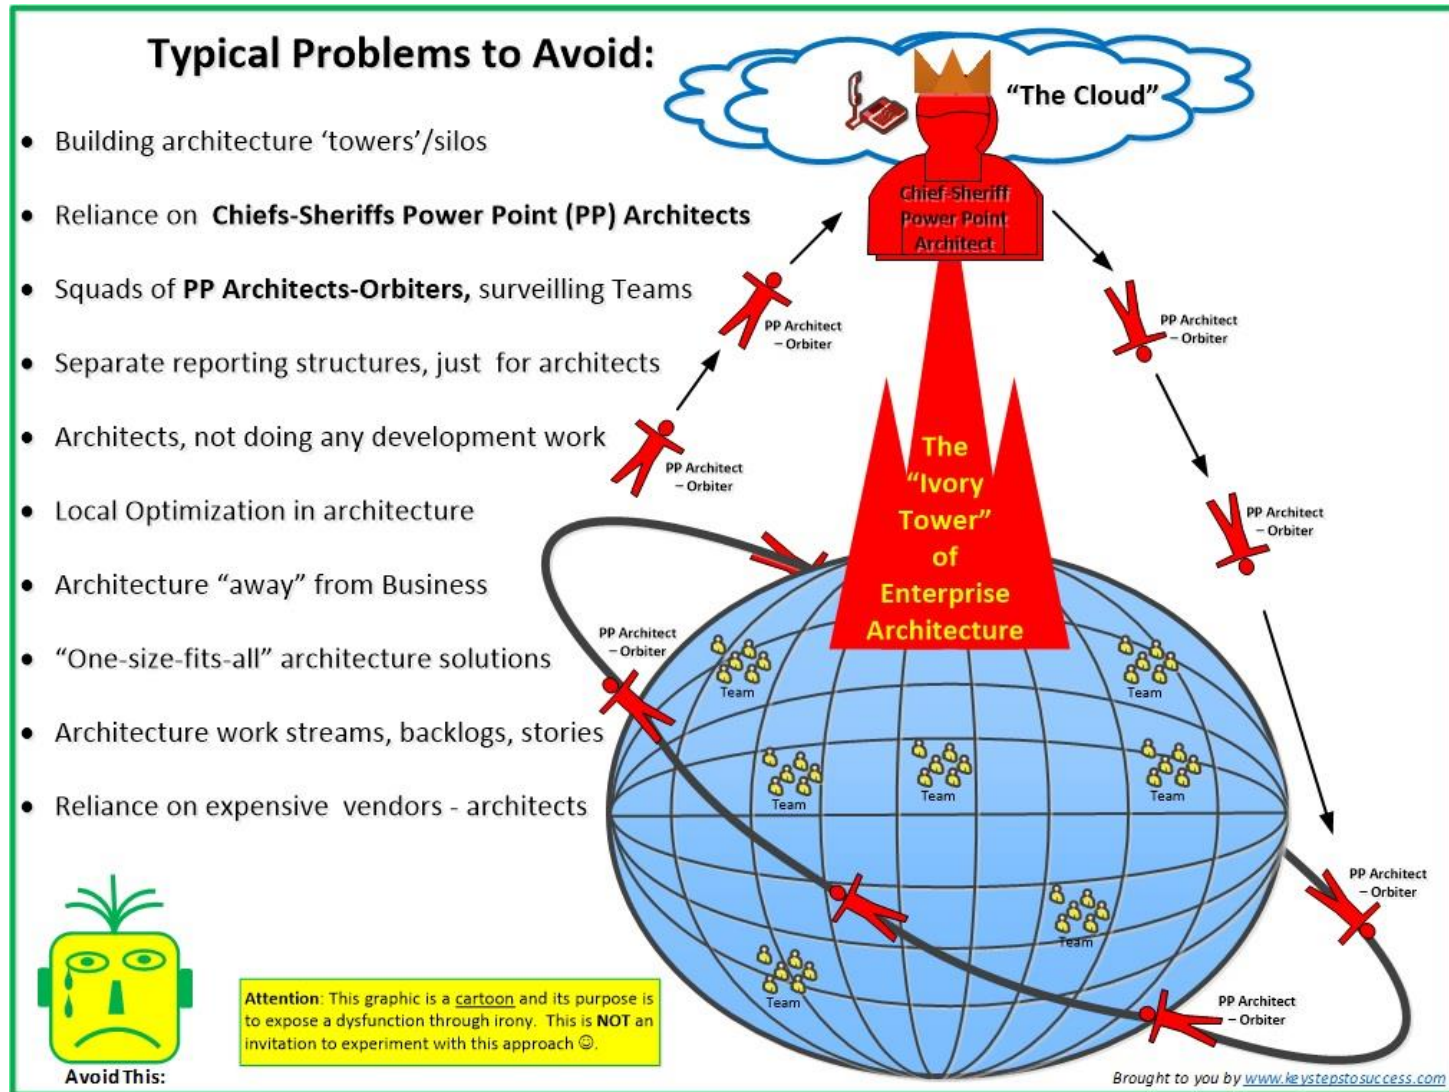 Typical Problems to Avoid:
• Building architecture ‘towers’/silos
• Reliance on Chiefs-Sheriffs Power Point (PP) Architects
• Squads of PP Architects-Orbiters, surveilling Teams
• Separate reporting structures, just for architects
• Architects, not doing any development work
• Local Optimization in architecture
• Architecture “away” from Business
• “One-size-fits-all” architecture solutions
• Architecture work streams, backlogs, stories
• Reliance on expensive vendors - architects
“The Cloud”
Chief-Sheriff
Power Point
Architect
PP Architect
– Orbiter
PP Architect
– Orbiter
PP Architect
– Orbiter
PP Architect
– Orbiter
The
“Ivory
Tower”
of
Enterprise
Architecture
PP Architect
– Orbiter
Team
Team
Team
Team
Team
Team
Team
PP Architect
– Orbiter
PP Architect
– Orbiter
Avoid This:
Attention: This graphic is a cartoon and its purpose is
to expose a dysfunction through irony. This is NOT an
invitation to experiment with this approach ☺.
Brought to you by www.keystepstosuccess.com